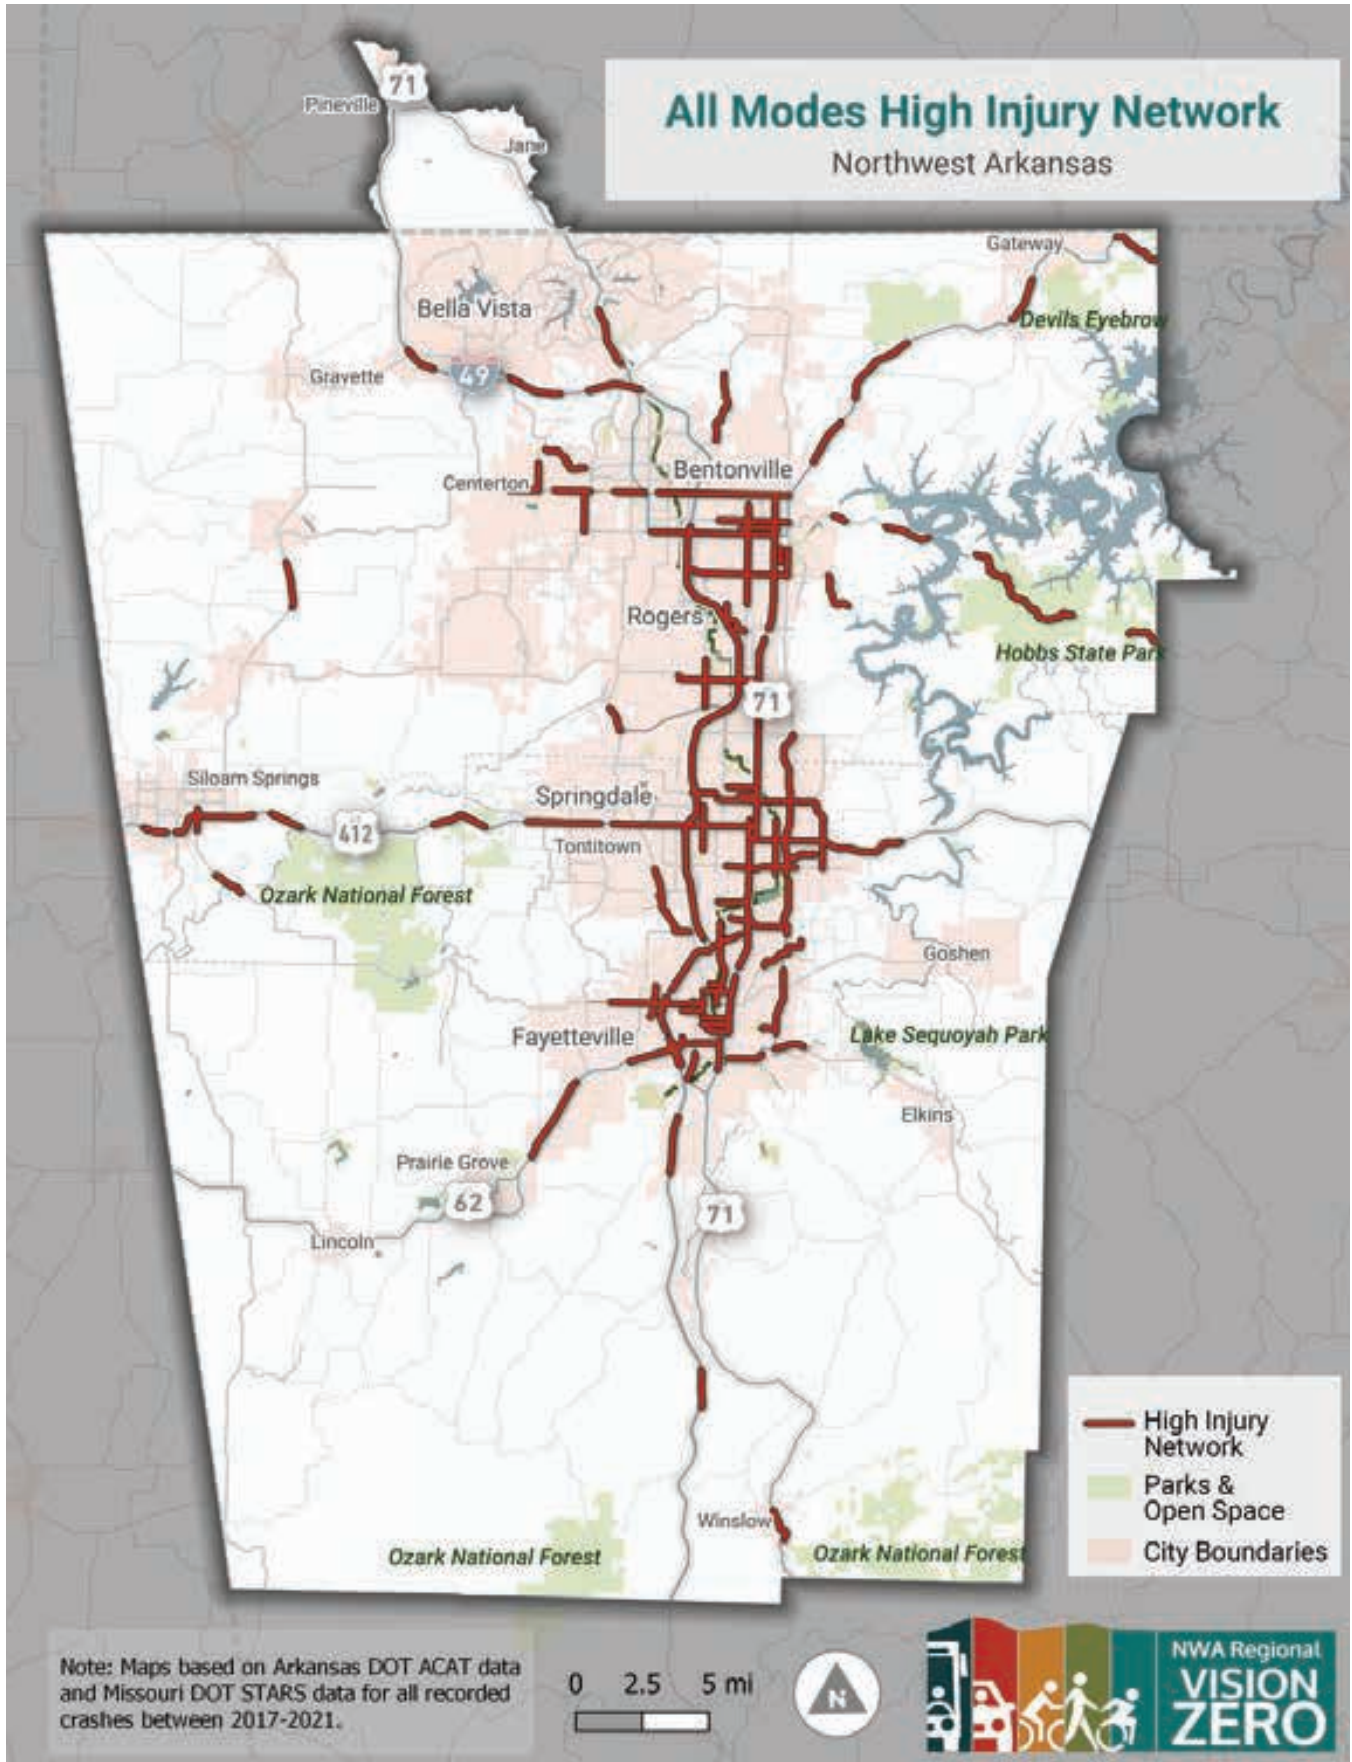 All Modes High Injury Network
Northwest Arkansas
71
Pineville
Jane
Gateway
Bella Vista
Devils Eyebrow
Gravette
49
Bentonville
Centerton
Rogers
Hobbs State Park
71
Siloam Springs
Springdale
412
Tontitown
Ozark National Forest
Goshen
Fayetteville
Lake Sequoyah Park
Elkins
Prairie Grove
62
71
Lincoln
High Injury
Network
Parks &
Open Space
City Boundaries
Winslow
Ozark National Forest
Ozark National Forest
Note: Maps based on Arkansas DOT ACAT data
and Missouri DOT STARS data for all recorded
crashes between 2017-2021.
0 2.5 5 mi
N
NWA Regional
VISION
ZERO